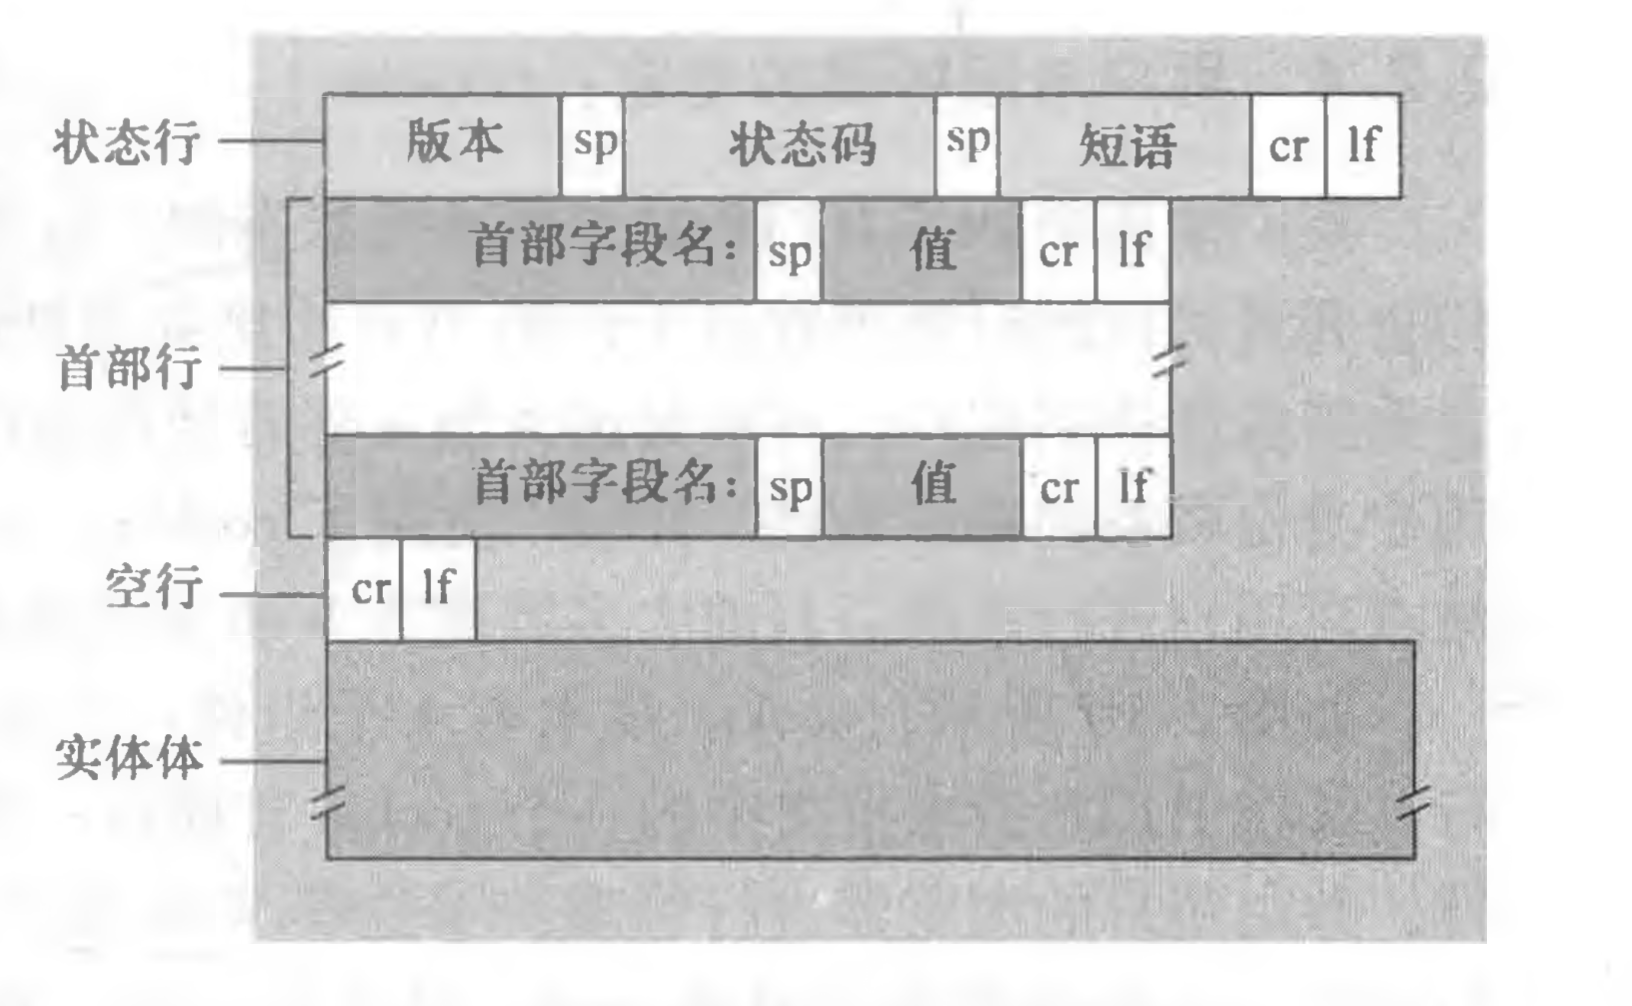 状态行 版本 sp 状态码 sp 短语 cr lf
首部字段名： sp 值 cr lf
首部行
首部字段名： sp 值 cr lf
空行 cr lf
实体体